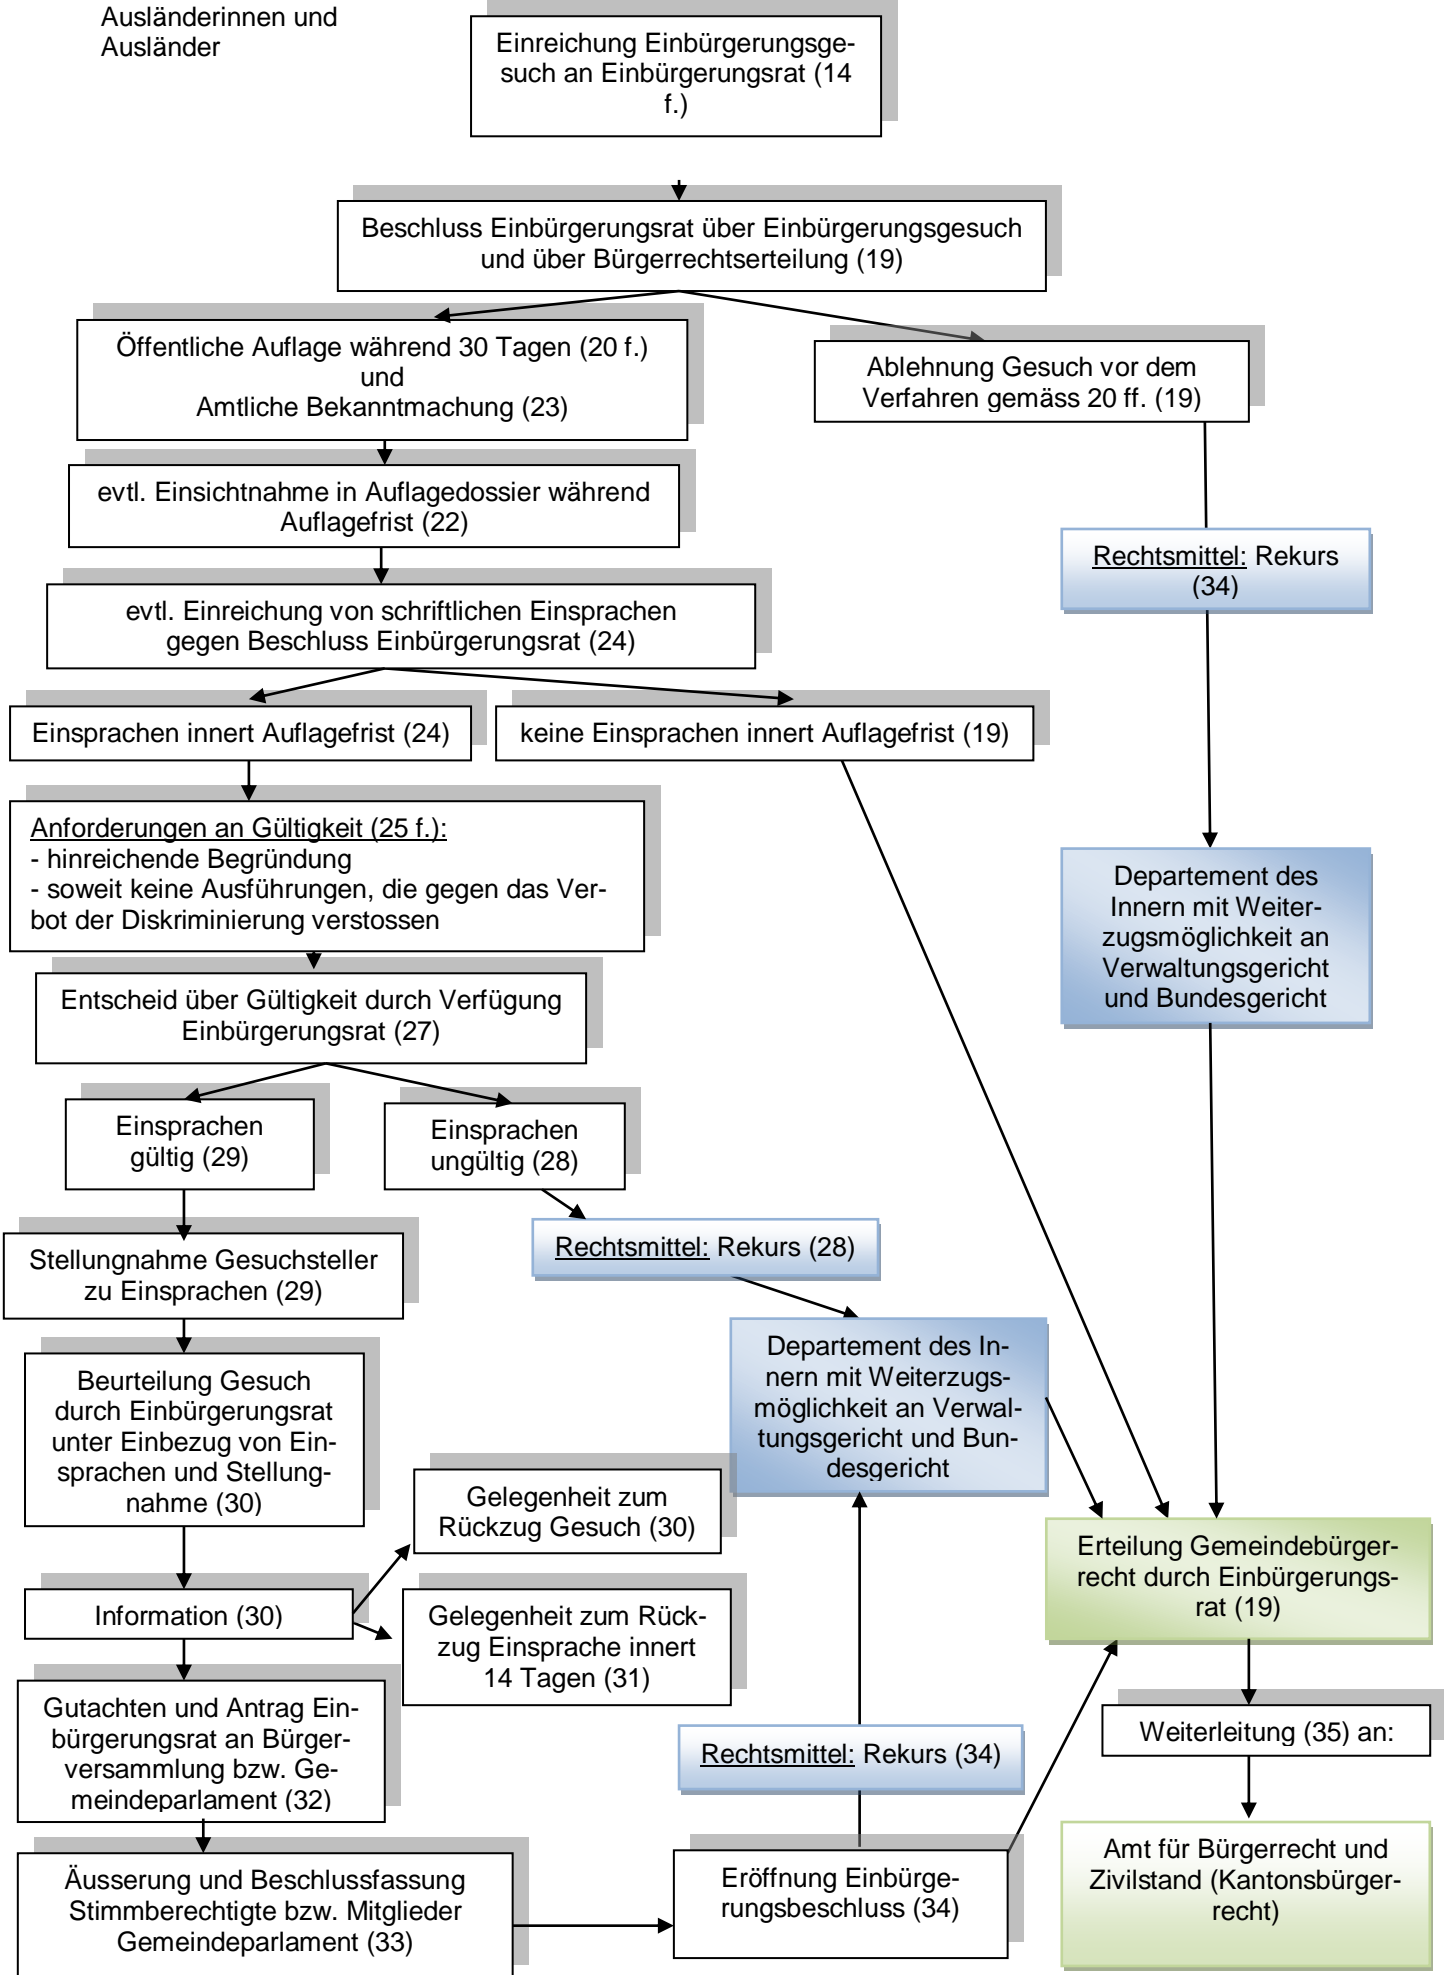 Ausländerinnen und
Ausländer
Einreichung Einbürgerungsge-
such an Einbürgerungsrat (14
f.)
Beschluss Einbürgerungsrat über Einbürgerungsgesuch
und über Bürgerrechtserteilung (19)
Öffentliche Auflage während 30 Tagen (20 f.)
und
Amtliche Bekanntmachung (23)
Ablehnung Gesuch vor dem
Verfahren gemäss 20 ff. (19)
evtl. Einsichtnahme in Auflagedossier während
Auflagefrist (22)
Rechtsmittel: Rekurs
(34)
evtl. Einreichung von schriftlichen Einsprachen
gegen Beschluss Einbürgerungsrat (24)
Einsprachen innert Auflagefrist (24)
keine Einsprachen innert Auflagefrist (19)
Anforderungen an Gültigkeit (25 f.):
- hinreichende Begründung
- soweit keine Ausführungen, die gegen das Ver-
bot der Diskriminierung verstossen
Departement des
Innern mit Weiter-
zugsmöglichkeit an
Verwaltungsgericht
und Bundesgericht
Entscheid über Gültigkeit durch Verfügung
Einbürgerungsrat (27)
Einsprachen
gültig (29)
Einsprachen
ungültig (28)
Rechtsmittel: Rekurs (28)
Stellungnahme Gesuchsteller
zu Einsprachen (29)
Departement des In-
nern mit Weiterzugs-
möglichkeit an Verwal-
tungsgericht und Bun-
desgericht
Beurteilung Gesuch
durch Einbürgerungsrat
unter Einbezug von Ein-
sprachen und Stellung-
nahme (30)
Gelegenheit zum
Rückzug Gesuch (30)
Erteilung Gemeindebürger-
recht durch Einbürgerungs-
rat (19)
Information (30)
Gelegenheit zum Rück-
zug Einsprache innert
14 Tagen (31)
Gutachten und Antrag Ein-
bürgerungsrat an Bürger-
versammlung bzw. Ge-
meindeparlament (32)
Rechtsmittel: Rekurs (34)
Weiterleitung (35) an:
Äusserung und Beschlussfassung
Stimmberechtigte bzw. Mitglieder
Gemeindeparlament (33)
Eröffnung Einbürge-
rungsbeschluss (34)
Amt für Bürgerrecht und
Zivilstand (Kantonsbürger-
recht)